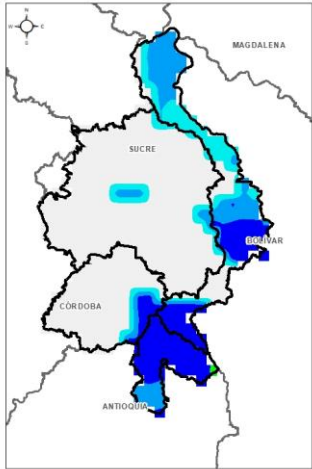 N
W
E
S
MAGDALENA
SUCRE
BOLÍVAR
CÓRDOBA
ANTIOQUIA